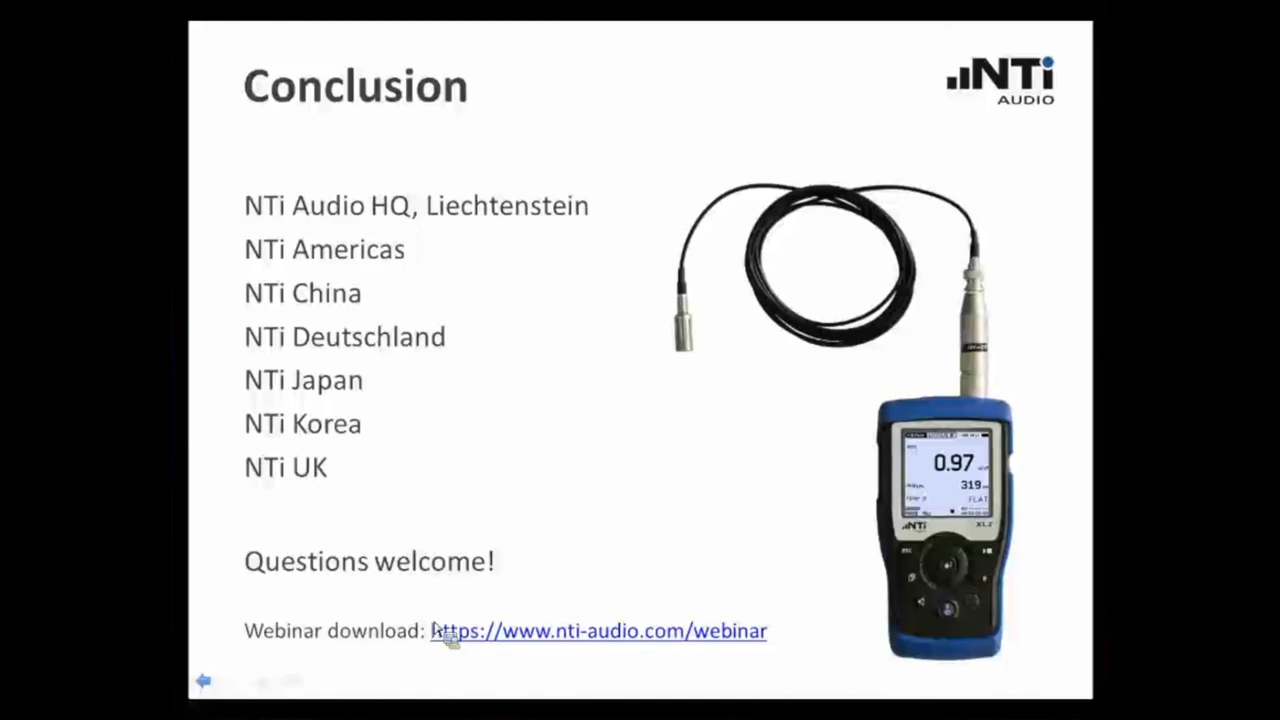 Conclusion
NTi
AUDIO
NTi Audio HQ, Liechtenstein
NTi Americas
NTi China
NTi Deutschland
NTi Japan
NTi Korea
NTi UK
Questions welcome!
Webinar download: https://www.nti-audio.com/webinar
0.97
319
FLAT
NTi
XL2